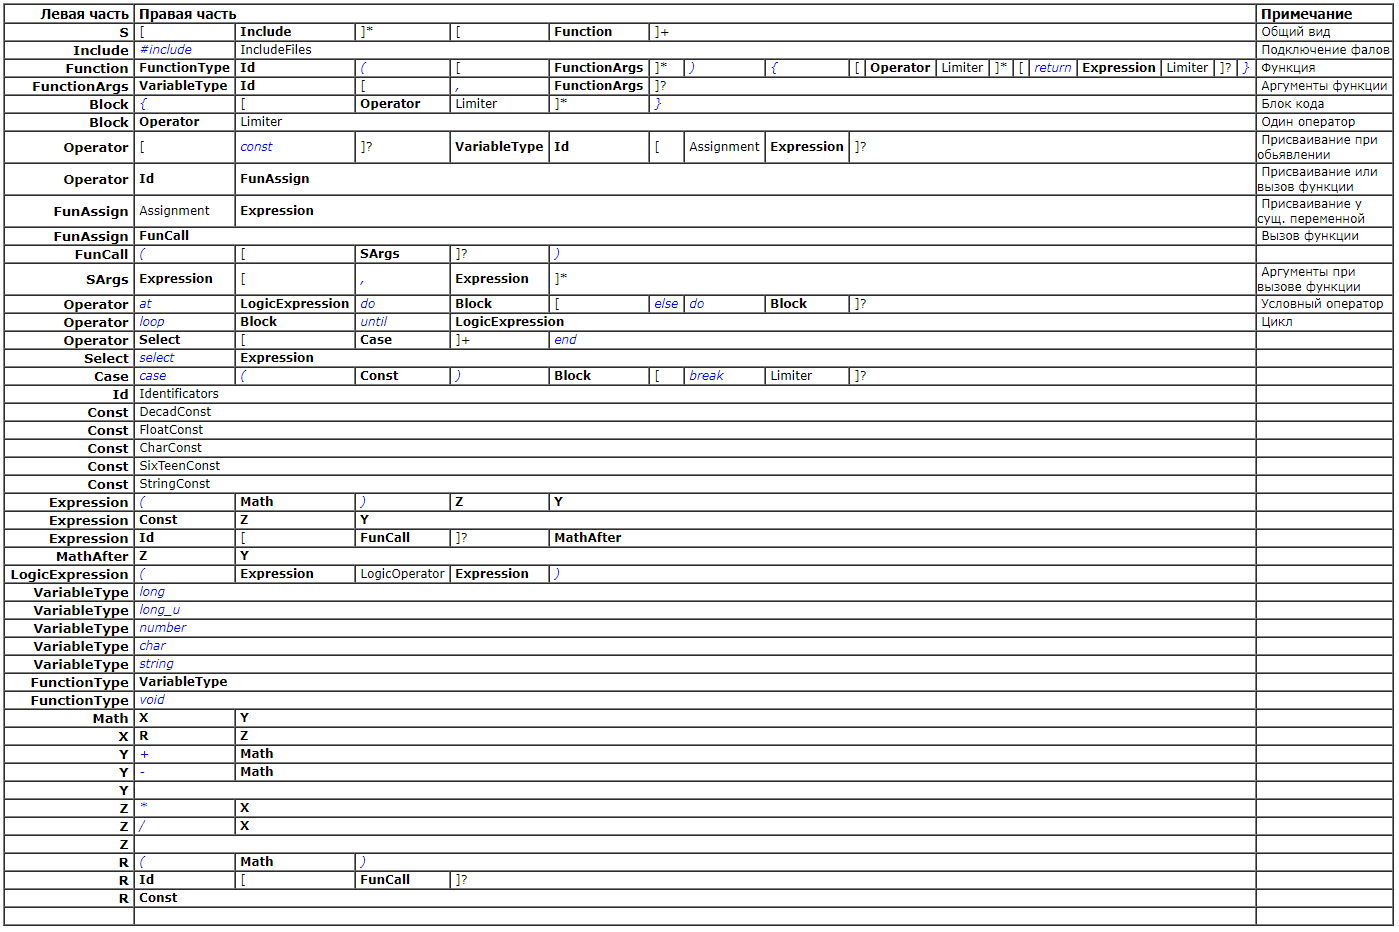 Левая часть Правая часть Примечание
S [ Include ]* [ Function ]+ Общий вид
Include #include IncludeFiles Подключение фалов
Function FunctionType Id ( [ FunctionArgs ]* ) { [ Operator Limiter ]* [ return Expression Limiter ]? } Функция
FunctionArgs VariableType Id [ , FunctionArgs ]? Аргументы функции
Block { [ Operator Limiter ]* } Блок кода
Block Operator Limiter Один оператор
Operator [ const ]? VariableType Id [ Assignment Expression ]? Присваивание при
обьявлении
Operator Id FunAssign Присваивание или
вызов функции
FunAssign Assignment Expression Присваивание у
сущ. переменной
FunAssign FunCall Вызов функции
FunCall ( [ SArgs ]? )
SArgs Expression [ , Expression ]* Аргументы при
вызове функции
Operator at LogicExpression do Block [ else do Block ]? Условный оператор
Operator loop Block until LogicExpression Цикл
Operator Select [ Case ]+ end
Select select Expression
Case case ( Const ) Block [ break Limiter ]?
Id Identificators
Const DecadConst
Const FloatConst
Const CharConst
Const SixTeenConst
Const StringConst
Expression ( Math ) Z Y
Expression Const Z Y
Expression Id [ FunCall ]? MathAfter
MathAfter Z Y
LogicExpression ( Expression LogicOperator Expression )
VariableType long
VariableType long_u
VariableType number
VariableType char
VariableType string
FunctionType VariableType
FunctionType void
Math X Y
X R Z
Y + Math
Y - Math
Y
Z * X
Z / X
Z
R ( Math )
R Id [ FunCall ]?
R Const